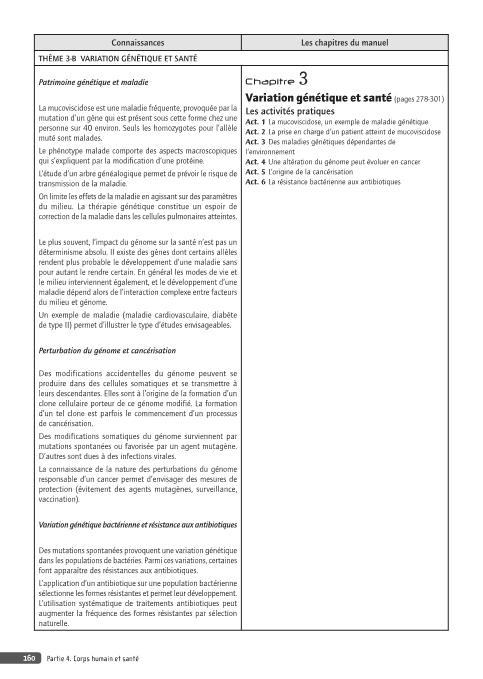 Connaissances
Les chapitres du manuel
THÈME 3-B VARIATION GÉNÉTIQUE ET SANTÉ
Patrimoine génétique et maladie
La mucoviscidose est une maladie fréquente, provoquée par la
mutation d'un gène qui est présent sous cette forme chez une
personne sur 40 environ. Seuls les homozygotes pour l'allèle
muté sont malades.
Le phénotype malade comporte des aspects macroscopiques
qui s'expliquent par la modification d'une protéine.
L'étude d'un arbre généalogique permet de prévoir le risque de
transmission de la maladie.
On limite les effets de la maladie en agissant sur des paramètres
du milieu. La thérapie génétique constitue un espoir de
correction de la maladie dans les cellules pulmonaires atteintes.
Le plus souvent, l'impact du génome sur la santé n'est pas un
déterminisme absolu. Il existe des gènes dont certains allèles
rendent plus probable le développement d'une maladie sans
pour autant le rendre certain. En général les modes de vie et
le milieu interviennent également, et le développement d'une
maladie dépend alors de l'interaction complexe entre facteurs
du milieu et génome.
Un exemple de maladie (maladie cardiovasculaire, diabète
de type II) permet d'illustrer le type d'études envisageables.
Perturbation du génome et cancérisation
Des modifications accidentelles du génome peuvent se
produire dans des cellules somatiques et se transmettre à
leurs descendantes. Elles sont à l'origine de la formation d'un
clone cellulaire porteur de ce génome modifié. La formation
d'un tel clone est parfois le commencement d'un processus
de cancérisation.
Des modifications somatiques du génome surviennent par
mutations spontanées ou favorisée par un agent mutagène.
D'autres sont dues à des infections virales.
La connaissance de la nature des perturbations du génome
responsable d'un cancer permet d'envisager des mesures de
protection (évitement des agents mutagènes, surveillance,
vaccination).
Variation génétique bactérienne et résistance aux antibiotiques
Des mutations spontanées provoquent une variation génétique
dans les populations de bactéries. Parmi ces variations, certaines
font apparaître des résistances aux antibiotiques.
L'application d'un antibiotique sur une population bactérienne
sélectionne les formes résistantes et permet leur développement.
L'utilisation systématique de traitements antibiotiques peut
augmenter la fréquence des formes résistantes par sélection
naturelle.
Chapitre 3
Variation génétique et santé (pages 278-301)
Les activités pratiques
Act. 1 La mucoviscidose, un exemple de maladie génétique
Act. 2 La prise en charge d'un patient atteint de mucoviscidose
Act. 3 Des maladies génétiques dépendantes de
l'environnement
Act. 4 Une altération du génome peut évoluer en cancer
Act. 5 L'origine de la cancérisation
Act. 6 La résistance bactérienne aux antibiotiques
160 Partie 4. Corps humain et santé